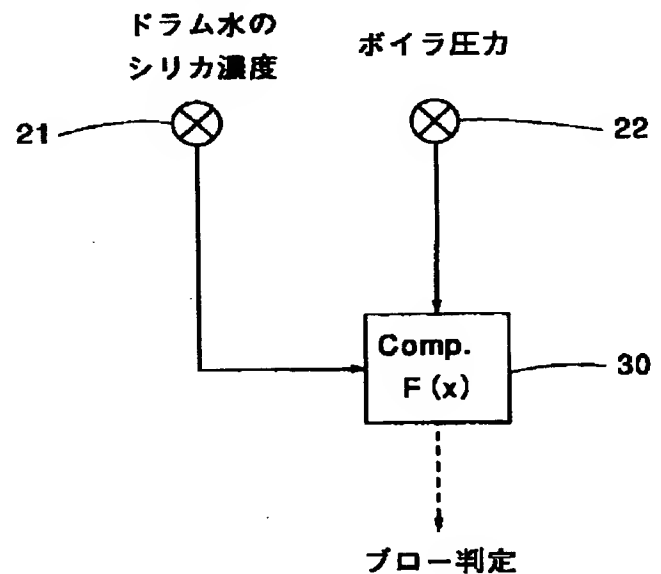 ドラム水の
シリカ濃度
ボイラ圧力
21
22
Comp.
F(x)
30
ブロー判定